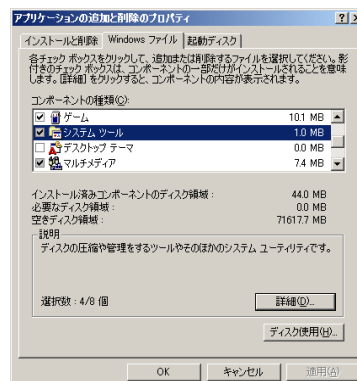 アプリケーションの追加と削除のプロパティ
インストールと削除 Windows ファイル 起動ディスク
各チェック ボックスをクリックして、追加または削除するファイルを選択してください。影
付きのチェック ボックスは、コンポーネントの一部だけがインストールされることを意味
します。[詳細] をクリックすると、コンポーネントの内容が表示されます。
コンポーネントの種類(C):
ゲーム 10.1 MB
システム ツール 1.0 MB
デスクトップ テーマ 0.0 MB
マルチメディア 7.4 MB
インストール済みコンポーネントのディスク領域: 44.0 MB
必要なディスク領域: 0.0 MB
空きディスク領域: 71617.7 MB
説明
ディスクの圧縮や管理をするツールやそのほかのシステム ユーティリティです。
選択数: 4/8 個
詳細(D)...
ディスク使用(H)...
OK キャンセル 適用(A)